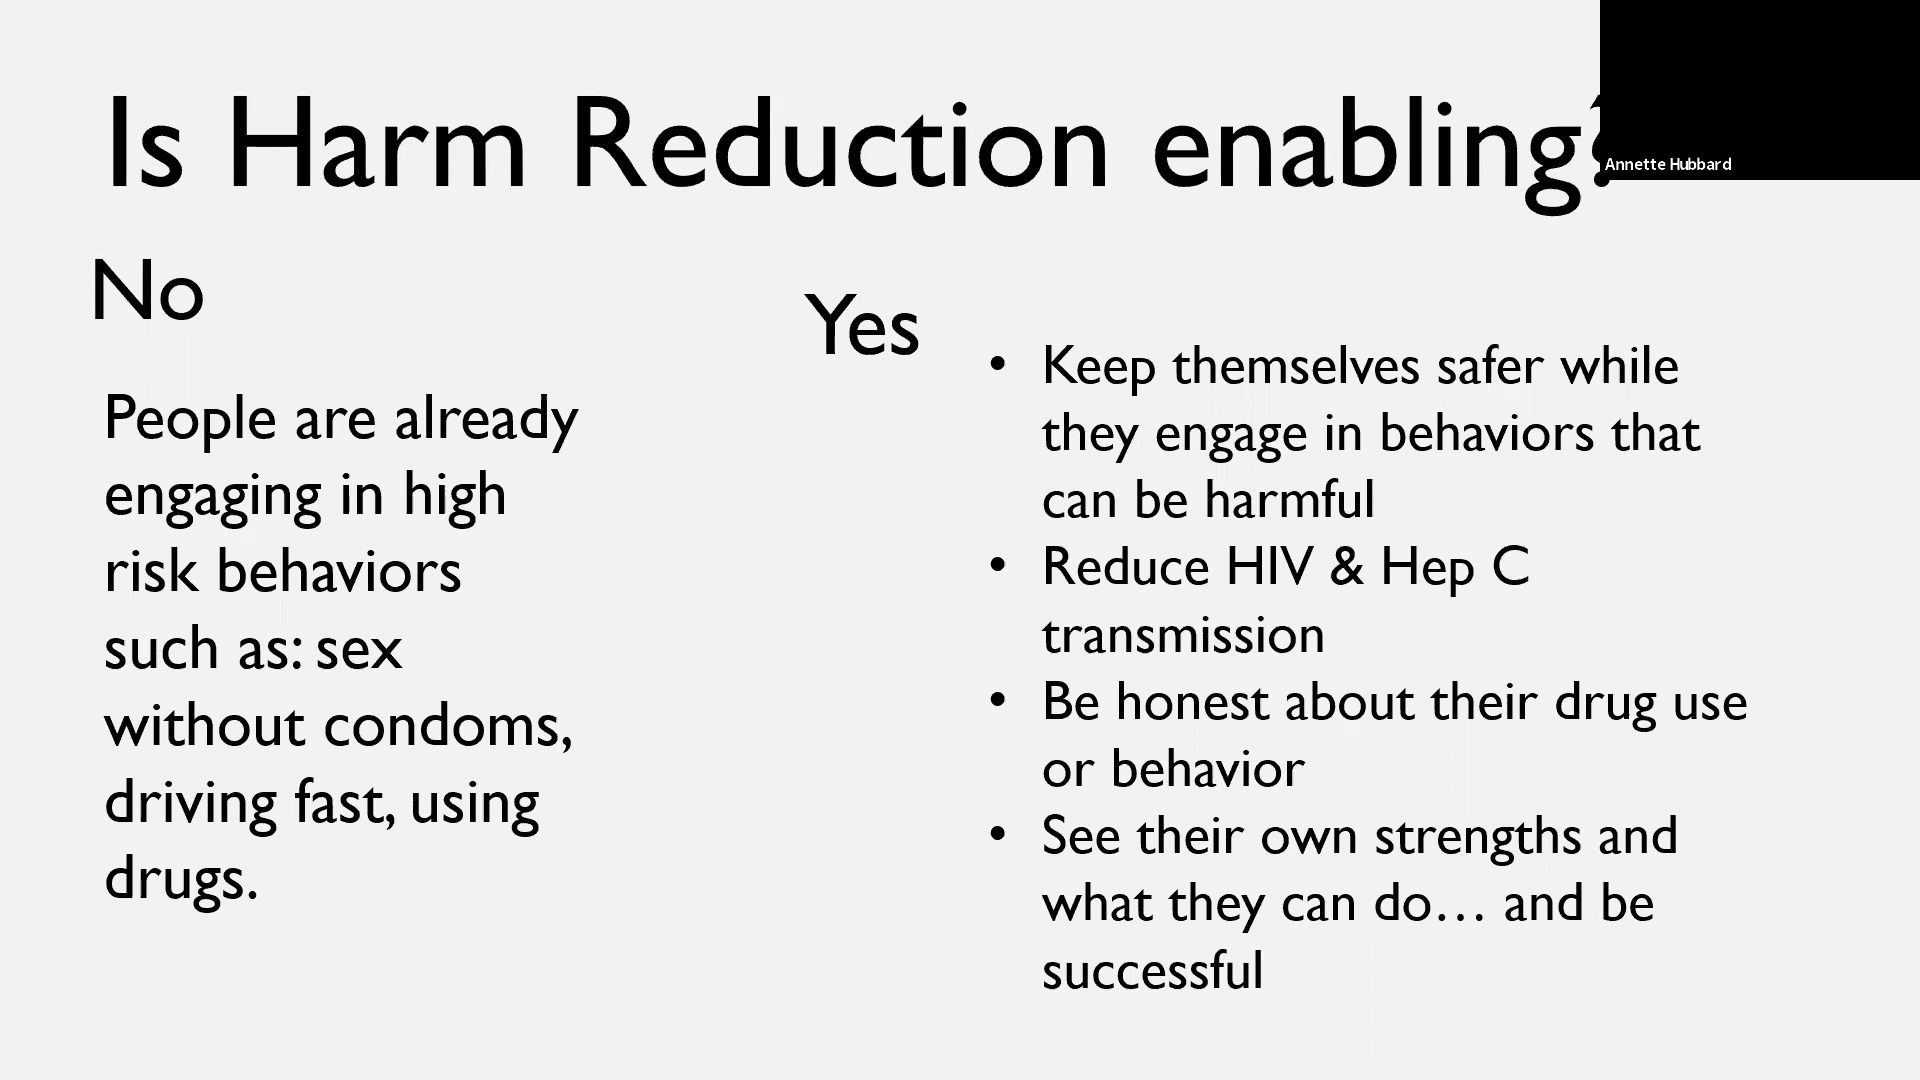 Is Harm Reduction enabling?
Annette Hubbard
No
People are already
engaging in high
risk behaviors
such as: sex
without condoms,
driving fast, using
drugs.
Yes
• Keep themselves safer while
they engage in behaviors that
can be harmful
• Reduce HIV & Hep C
transmission
• Be honest about their drug use
or behavior
• See their own strengths and
what they can do… and be
successful